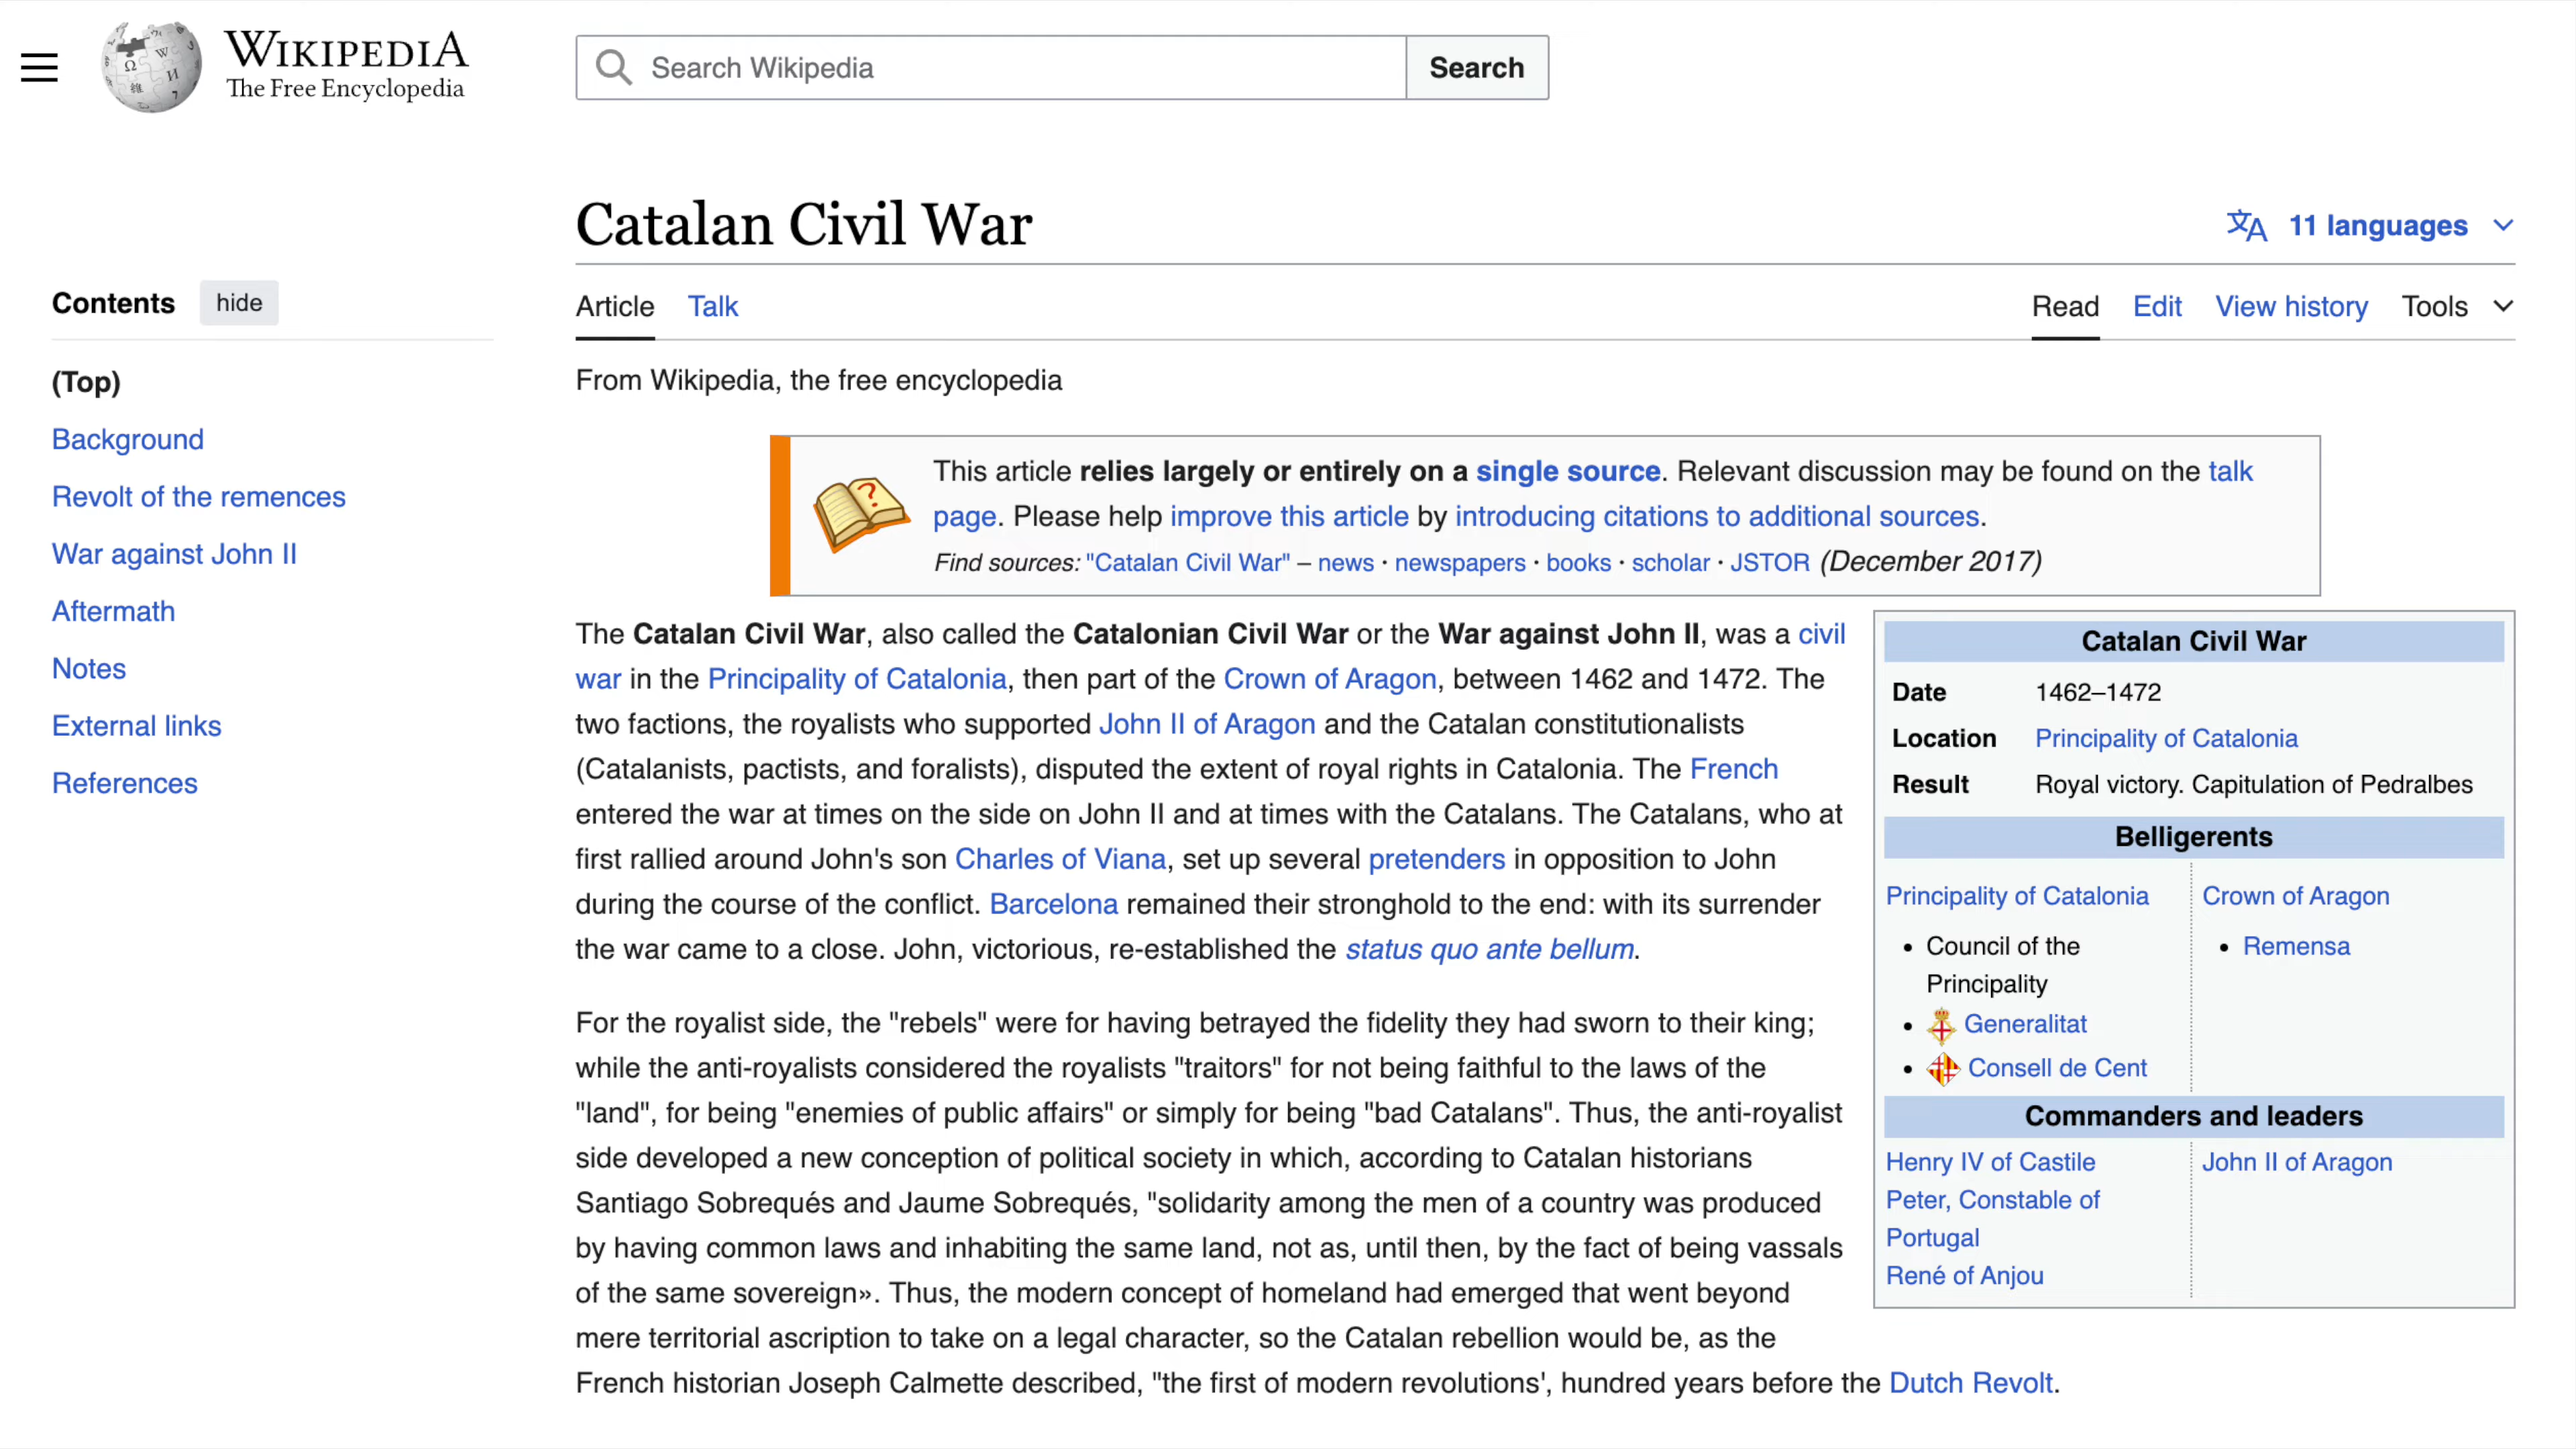 WIKIPEDIA
The Free Encyclopedia
Search Wikipedia
Search
Catalan Civil War
11 languages
Contents hide
(Top)
Background
Revolt of the remences
War against John II
Aftermath
Notes
External links
References
Article Talk
Read Edit View history Tools
From Wikipedia, the free encyclopedia
This article relies largely or entirely on a single source. Relevant discussion may be found on the talk
page. Please help improve this article by introducing citations to additional sources.
Find sources: "Catalan Civil War" – news · newspapers · books · scholar · JSTOR (December 2017)
The Catalan Civil War, also called the Catalonian Civil War or the War against John II, was a civil
war in the Principality of Catalonia, then part of the Crown of Aragon, between 1462 and 1472. The
two factions, the royalists who supported John II of Aragon and the Catalan constitutionalists
(Catalanists, pactists, and foralists), disputed the extent of royal rights in Catalonia. The French
entered the war at times on the side on John II and at times with the Catalans. The Catalans, who at
first rallied around John's son Charles of Viana, set up several pretenders in opposition to John
during the course of the conflict. Barcelona remained their stronghold to the end: with its surrender
the war came to a close. John, victorious, re-established the status quo ante bellum.
For the royalist side, the "rebels" were for having betrayed the fidelity they had sworn to their king;
while the anti-royalists considered the royalists "traitors" for not being faithful to the laws of the
"land", for being "enemies of public affairs" or simply for being "bad Catalans". Thus, the anti-royalist
side developed a new conception of political society in which, according to Catalan historians
Santiago Sobrequés and Jaume Sobrequés, "solidarity among the men of a country was produced
by having common laws and inhabiting the same land, not as, until then, by the fact of being vassals
of the same sovereign». Thus, the modern concept of homeland had emerged that went beyond
mere territorial ascription to take on a legal character, so the Catalan rebellion would be, as the
French historian Joseph Calmette described, "the first of modern revolutions', hundred years before the Dutch Revolt.
Catalan Civil War
Date 1462–1472
Location Principality of Catalonia
Result Royal victory. Capitulation of Pedralbes
Belligerents
Principality of Catalonia
• Council of the
Principality
• Generalitat
• Consell de Cent
Crown of Aragon
• Remensa
Commanders and leaders
Henry IV of Castile
Peter, Constable of
Portugal
René of Anjou
John II of Aragon